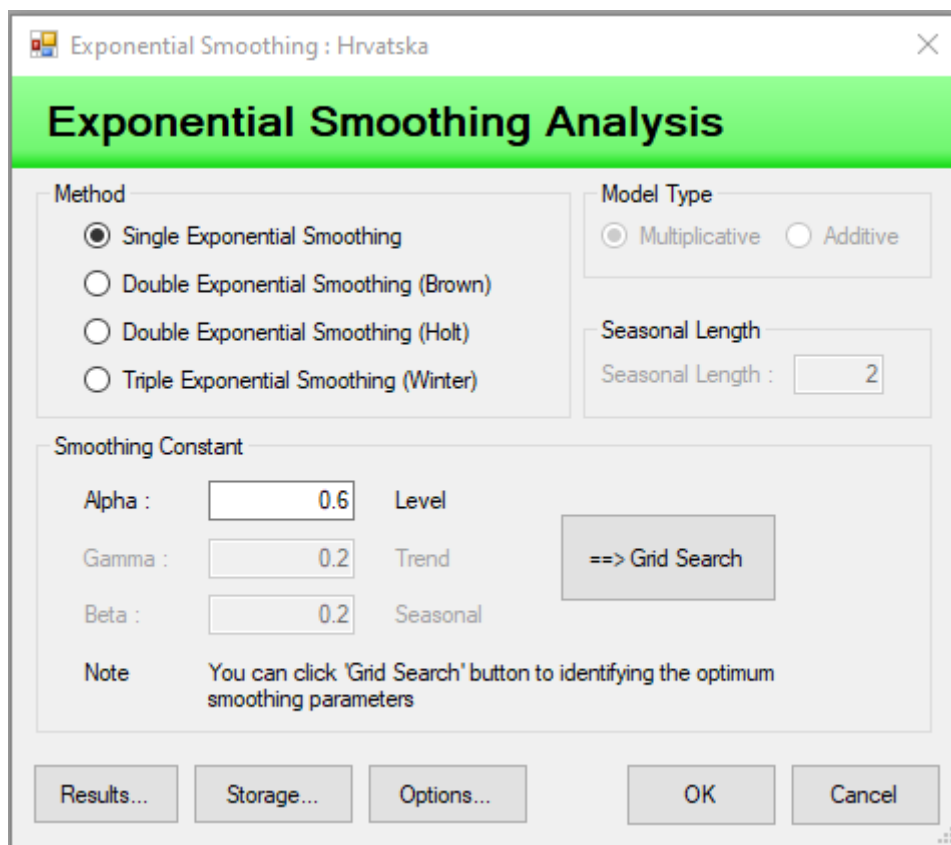 Exponential Smoothing : Hrvatska
Exponential Smoothing Analysis
Method
Single Exponential Smoothing
Double Exponential Smoothing (Brown)
Double Exponential Smoothing (Holt)
Triple Exponential Smoothing (Winter)
Model Type
Multiplicative Additive
Seasonal Length
Seasonal Length : 2
Smoothing Constant
Alpha : 0.6 Level
Gamma : 0.2 Trend
Beta : 0.2 Seasonal
==> Grid Search
Note You can click 'Grid Search' button to identifying the optimum
smoothing parameters
Results... Storage... Options... OK Cancel